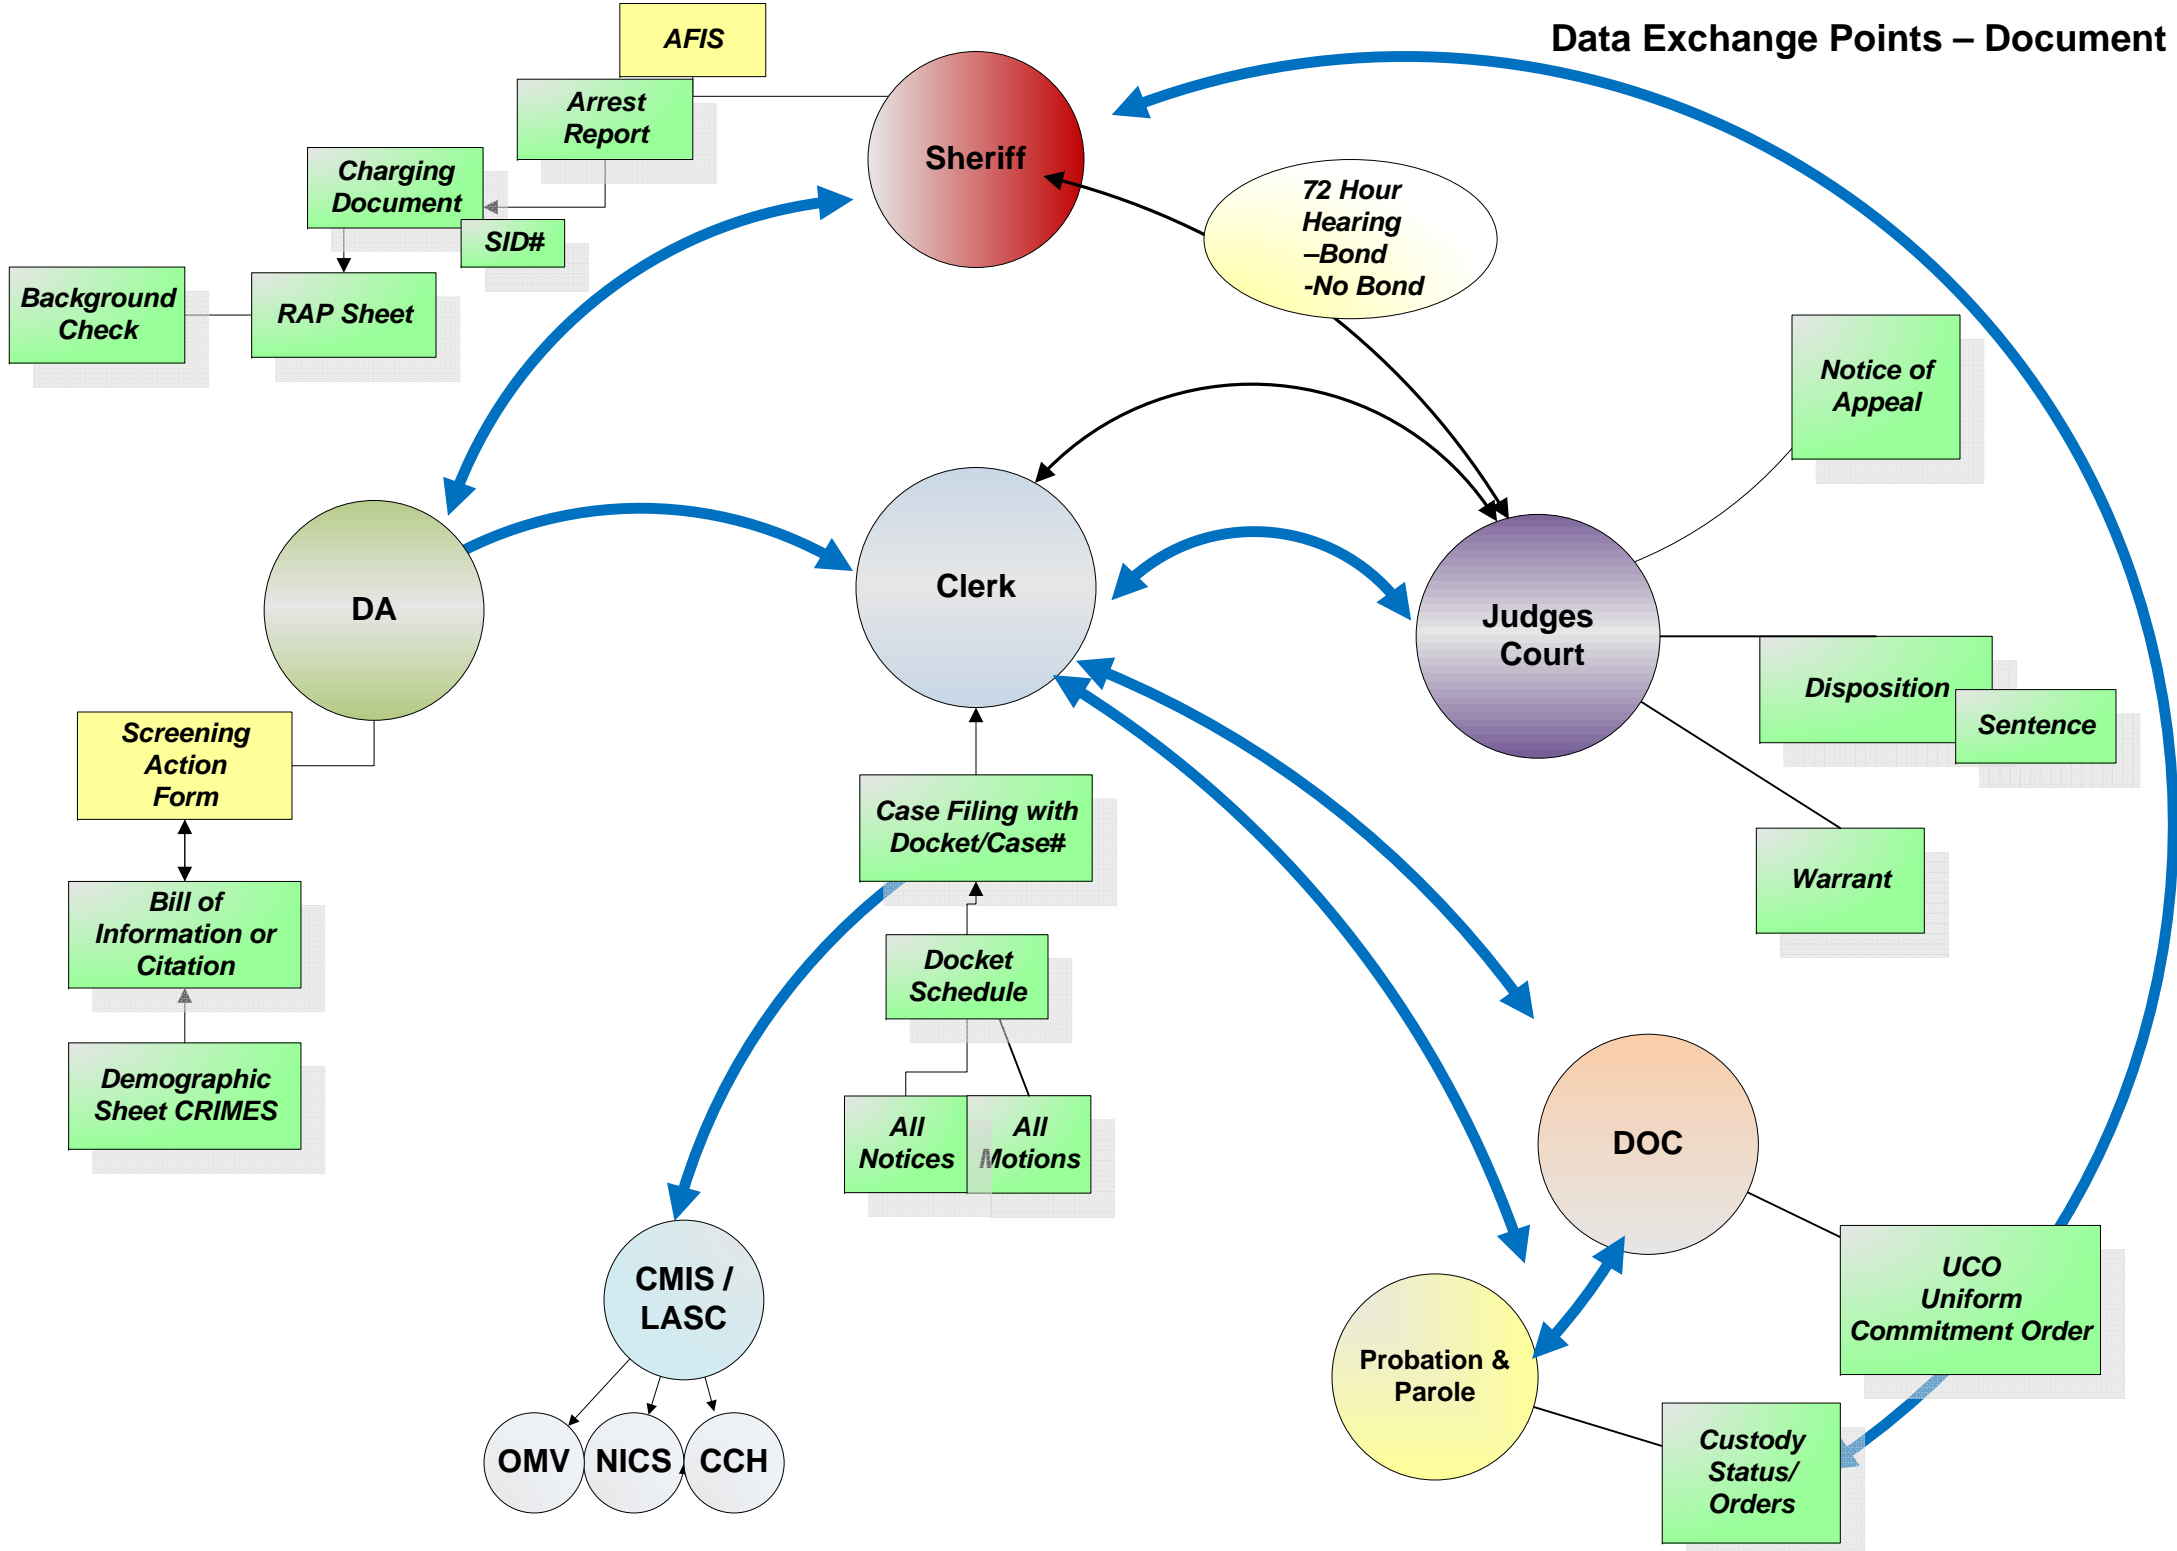 Data Exchange Points – Document
AFIS
Arrest
Report
Charging
Document
SID#
Background
Check
RAP Sheet
Sheriff
72 Hour
Hearing
–Bond
-No Bond
Notice of
Appeal
DA
Clerk
Judges
Court
Disposition
Sentence
Warrant
Screening
Action
Form
Bill of
Information or
Citation
Demographic
Sheet CRIMES
Case Filing with
Docket/Case#
Docket
Schedule
All
Notices
All
Motions
CMIS /
LASC
OMV
NICS
CCH
DOC
UCO
Uniform
Commitment Order
Probation &
Parole
Custody
Status/
Orders